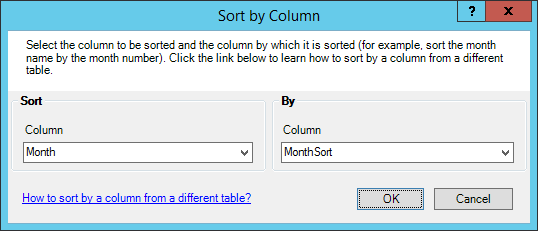 Sort by Column
? x
Select the column to be sorted and the column by which it is sorted (for example, sort the month
name by the month number). Click the link below to learn how to sort by a column from a different
table.
Sort
By
Column
Column
Month
MonthSort
How to sort by a column from a different table?
OK
Cancel